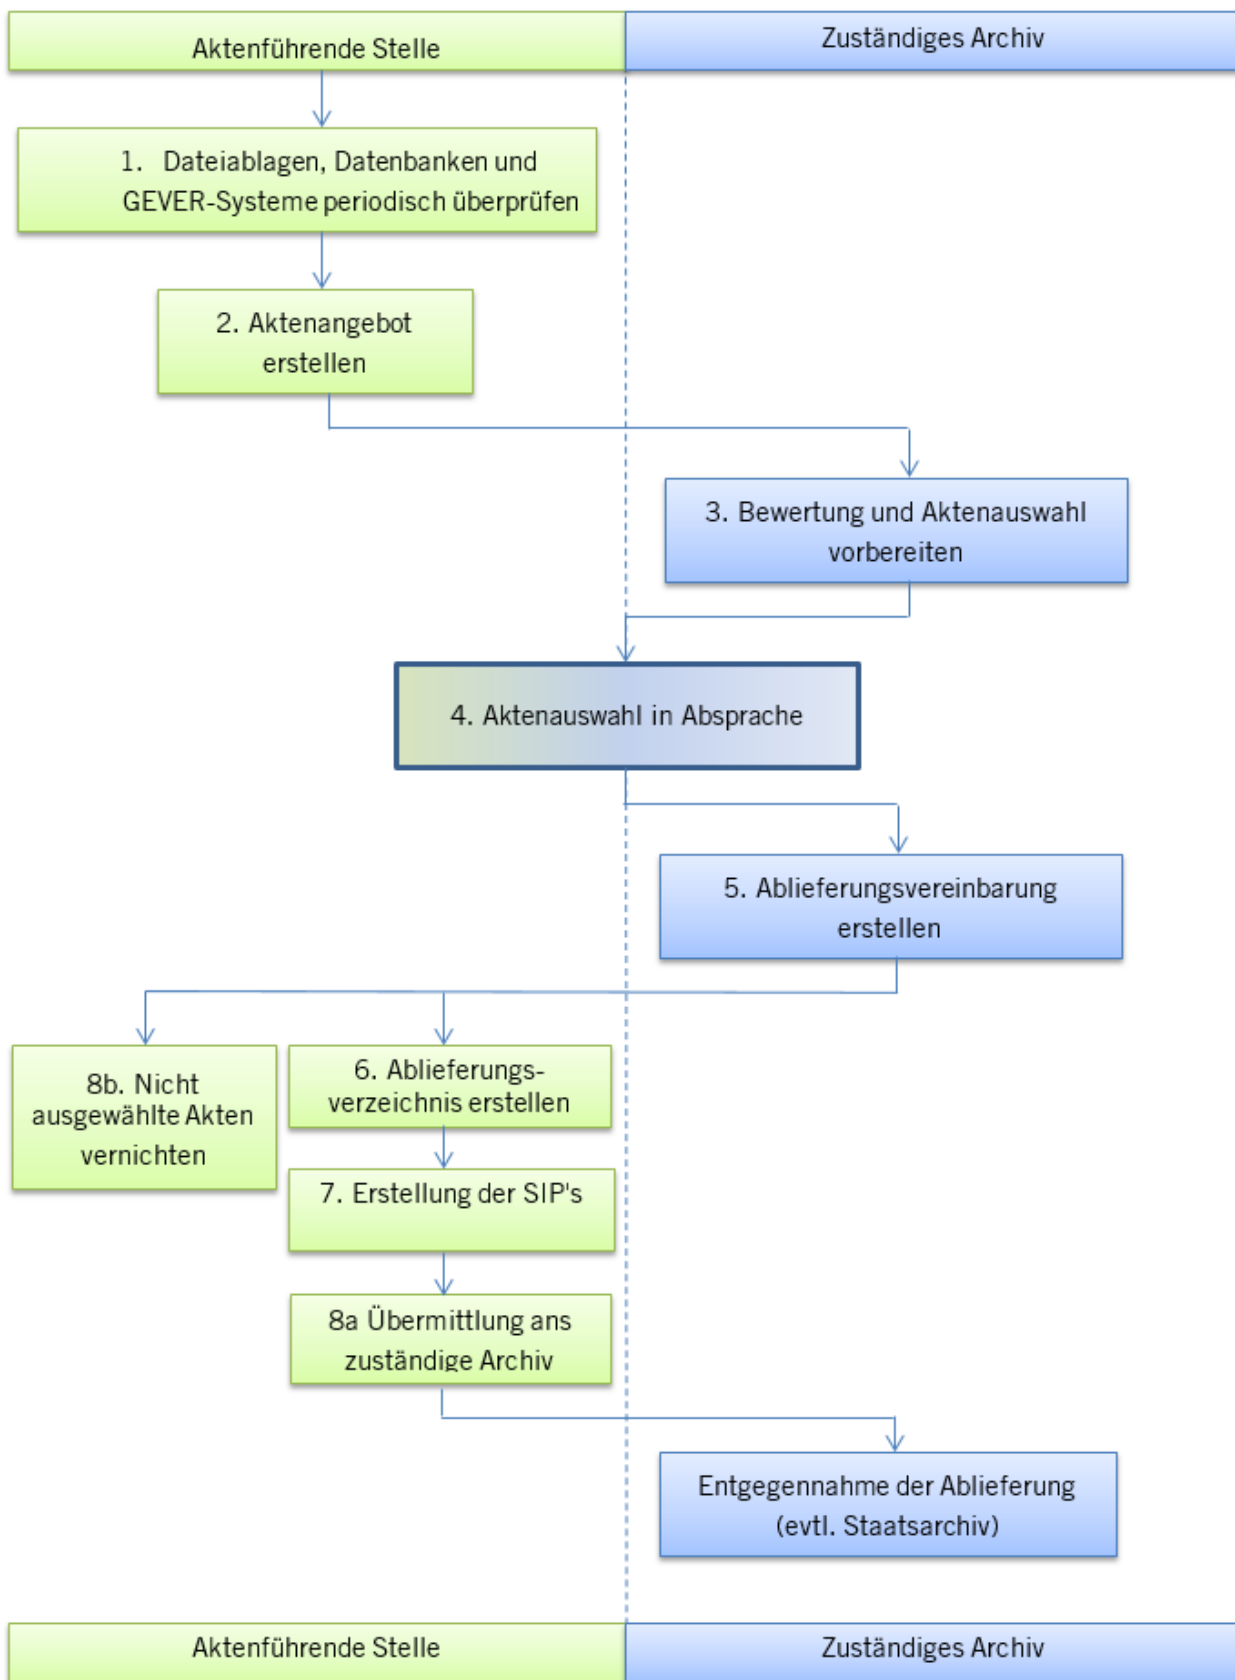 Aktenführende Stelle
Zuständiges Archiv
1. Dateiablagen, Datenbanken und
GEVER-Systeme periodisch überprüfen
2. Aktenangebot
erstellen
3. Bewertung und Aktenauswahl
vorbereiten
4. Aktenauswahl in Absprache
5. Ablieferungsvereinbarung
erstellen
8b. Nicht
ausgewählte Akten
vernichten
6. Ablieferungs-
verzeichnis erstellen
7. Erstellung der SIP's
8a Übermittlung ans
zuständige Archiv
Entgegennahme der Ablieferung
(evtl. Staatsarchiv)
Aktenführende Stelle
Zuständiges Archiv